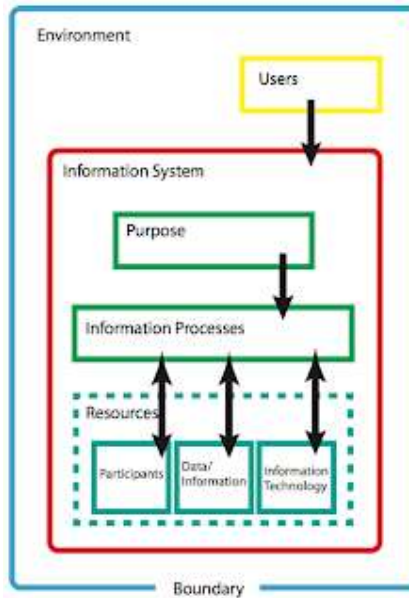 Environment
Users
Information System
Purpose
Information Processes
Resources
Participants
Data/
Information
Information
Technology
Boundary